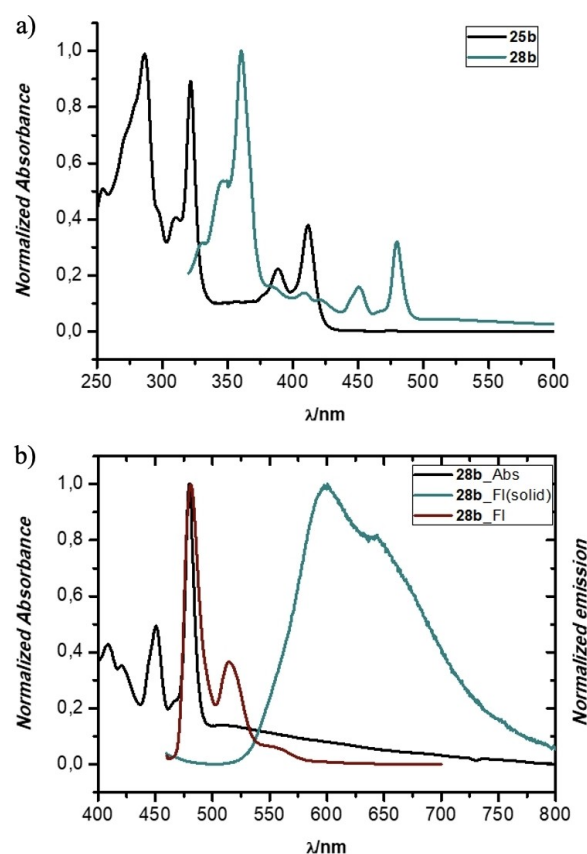 a)
25b
28b
Normalized Absorbance
1,0
0,8
0,6
0,4
0,2
0,0
250 300 350 400 450 500 550 600
λ/nm
b)
28b_Abs
28b_Fl(solid)
28b_Fl
Normalized Absorbance
Normalized emission
1,0
0,8
0,6
0,4
0,2
0,0
400 450 500 550 600 650 700 750 800
λ/nm